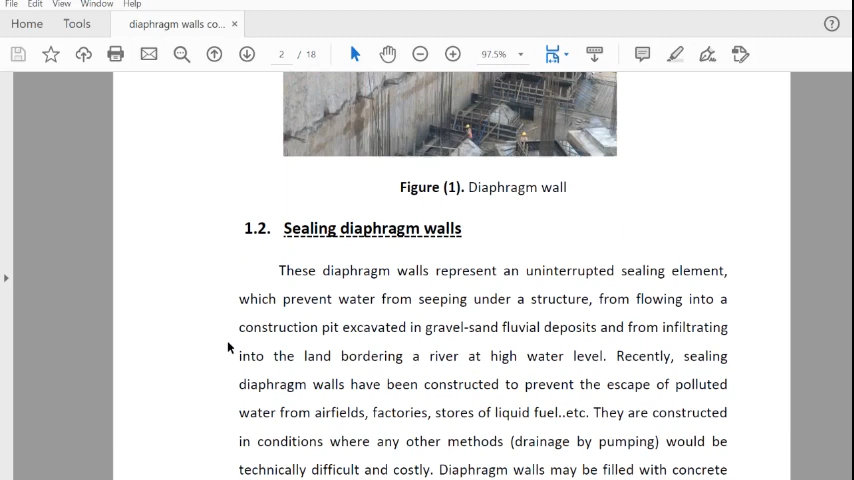 File Edit View Window Help
Home Tools diaphragm walls co... ×
2 / 18 97.5%
Figure (1). Diaphragm wall
1.2. Sealing diaphragm walls
These diaphragm walls represent an uninterrupted sealing element,
which prevent water from seeping under a structure, from flowing into a
construction pit excavated in gravel-sand fluvial deposits and from infiltrating
into the land bordering a river at high water level. Recently, sealing
diaphragm walls have been constructed to prevent the escape of polluted
water from airfields, factories, stores of liquid fuel..etc. They are constructed
in conditions where any other methods (drainage by pumping) would be
technically difficult and costly. Diaphragm walls may be filled with concrete